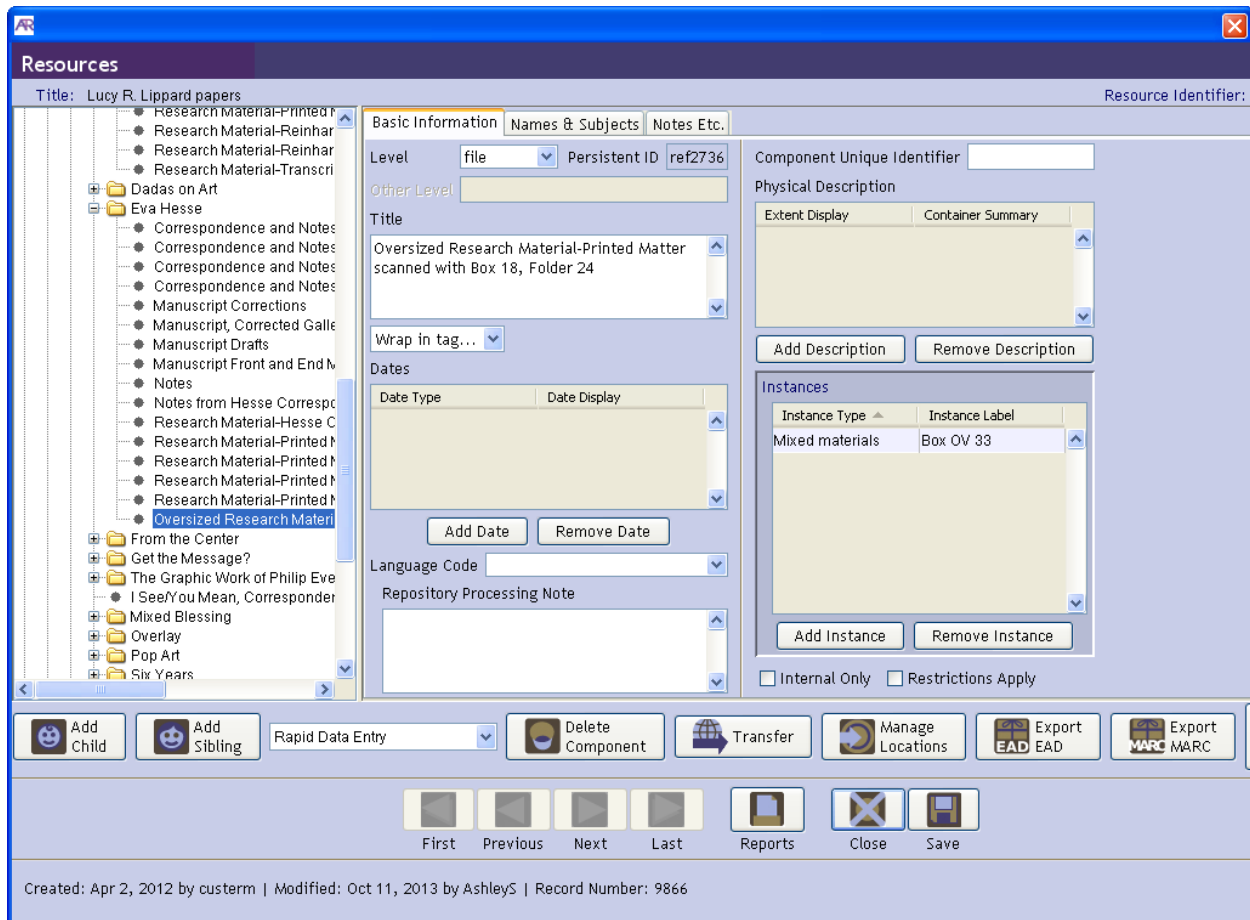 AR
Resources
Title: Lucy R. Lippard papers
Resource Identifier:
Research Material-Printed
Research Material-Reinhar
Research Material-Reinhar
Research Material-Transcri
Dadas on Art
Eva Hesse
Correspondence and Notes
Correspondence and Notes
Correspondence and Notes
Correspondence and Notes
Manuscript Corrections
Manuscript, Corrected Galle
Manuscript Drafts
Manuscript Front and End M
Notes
Notes from Hesse Correspo
Research Material-Hesse C
Research Material-Printed M
Research Material-Printed M
Research Material-Printed M
Research Material-Printed M
Oversized Research Materi
From the Center
Get the Message?
The Graphic Work of Philip Eve
I See/You Mean, Corresponder
Mixed Blessing
Overlay
Pop Art
Six Years
Basic Information Names & Subjects Notes Etc.
Level file Persistent ID ref2736
Other Level
Title
Oversized Research Material-Printed Matter
scanned with Box 18, Folder 24
Wrap in tag...
Dates
Date Type Date Display
Add Date Remove Date
Language Code
Repository Processing Note
Component Unique Identifier
Physical Description
Extent Display Container Summary
Add Description Remove Description
Instances
Instance Type Instance Label
Mixed materials Box OV 33
Add Instance Remove Instance
Internal Only Restrictions Apply
Add Child
Add Sibling
Rapid Data Entry
Delete Component
Transfer
Manage Locations
EAD Export EAD
MARC Export MARC
First Previous Next Last Reports Close Save
Created: Apr 2, 2012 by custerm | Modified: Oct 11, 2013 by AshleyS | Record Number: 9866